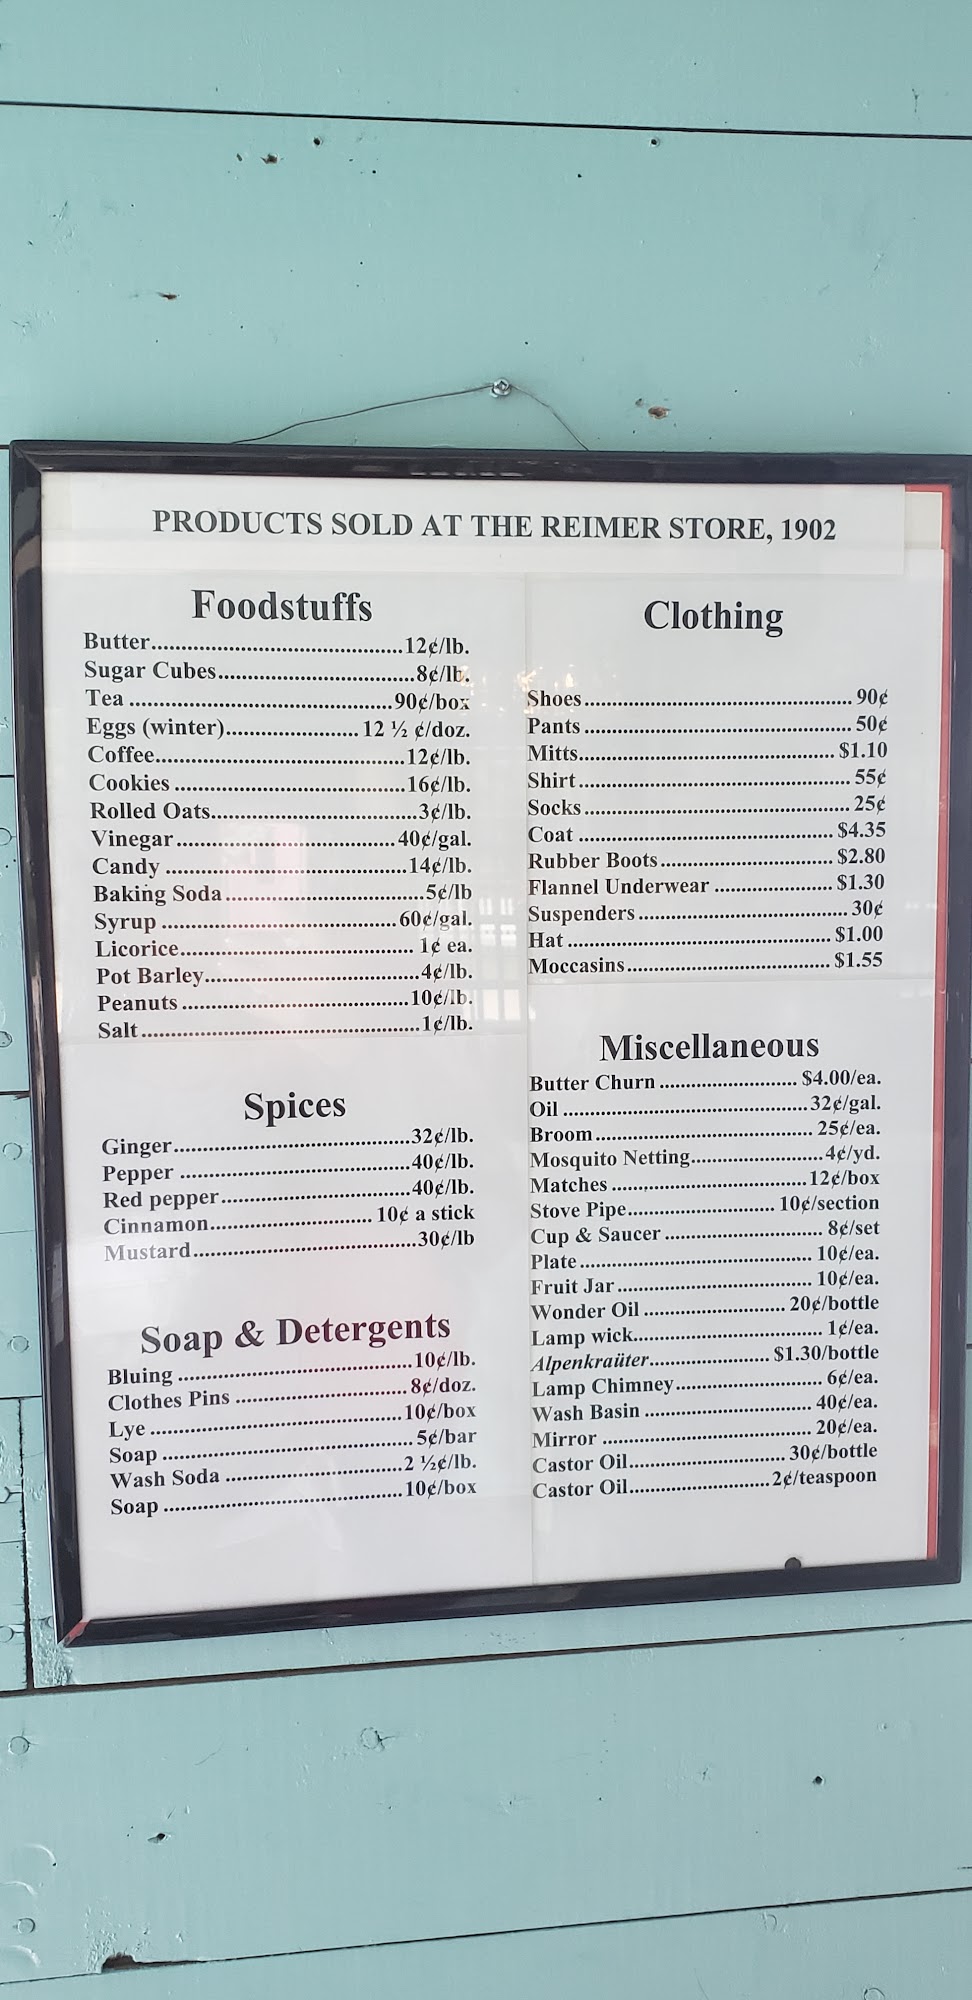 PRODUCTS SOLD AT THE REIMER STORE, 1902
Foodstuffs
Butter.......................................12¢/lb.
Sugar Cubes...............................8¢/lb.
Tea .........................................90¢/box
Eggs (winter)..................... 12 ½ ¢/doz.
Coffee.......................................12¢/lb.
Cookies ....................................16¢/lb.
Rolled Oats................................3¢/lb.
Vinegar..................................40¢/gal.
Candy ......................................14¢/lb.
Baking Soda...............................5¢/lb
Syrup ....................................60¢/gal.
Licorice.................................... 1¢ ea.
Pot Barley.................................4¢/lb.
Peanuts ...................................10¢/lb.
Salt ...........................................1¢/lb.
Spices
Ginger.....................................32¢/lb.
Pepper ....................................40¢/lb.
Red pepper..............................40¢/lb.
Cinnamon......................... 10¢ a stick
Mustard...................................30¢/lb
Soap & Detergents
Bluing ....................................10¢/lb.
Clothes Pins ..........................8¢/doz.
Lye .......................................10¢/box
Soap .......................................5¢/bar
Wash Soda ...........................2 ½¢/lb.
Soap .....................................10¢/box
Clothing
Shoes.......................................... 90¢
Pants .......................................... 50¢
Mitts........................................ $1.10
Shirt........................................... 55¢
Socks.......................................... 25¢
Coat ........................................ $4.35
Rubber Boots........................... $2.80
Flannel Underwear .................. $1.30
Suspenders................................. 30¢
Hat .......................................... $1.00
Moccasins................................ $1.55
Miscellaneous
Butter Churn ...................... $4.00/ea.
Oil .......................................32¢/gal.
Broom................................... 25¢/ea.
Mosquito Netting.....................4¢/yd.
Matches ...............................12¢/box
Stove Pipe........................ 10¢/section
Cup & Saucer ......................... 8¢/set
Plate...................................... 10¢/ea.
Fruit Jar................................ 10¢/ea.
Wonder Oil ....................... 20¢/bottle
Lamp wick.............................. 1¢/ea.
Alpenkraüter................... $1.30/bottle
Lamp Chimney........................ 6¢/ea.
Wash Basin ........................... 40¢/ea.
Mirror ................................... 20¢/ea.
Castor Oil......................... 30¢/bottle
Castor Oil.......................2¢/teaspoon